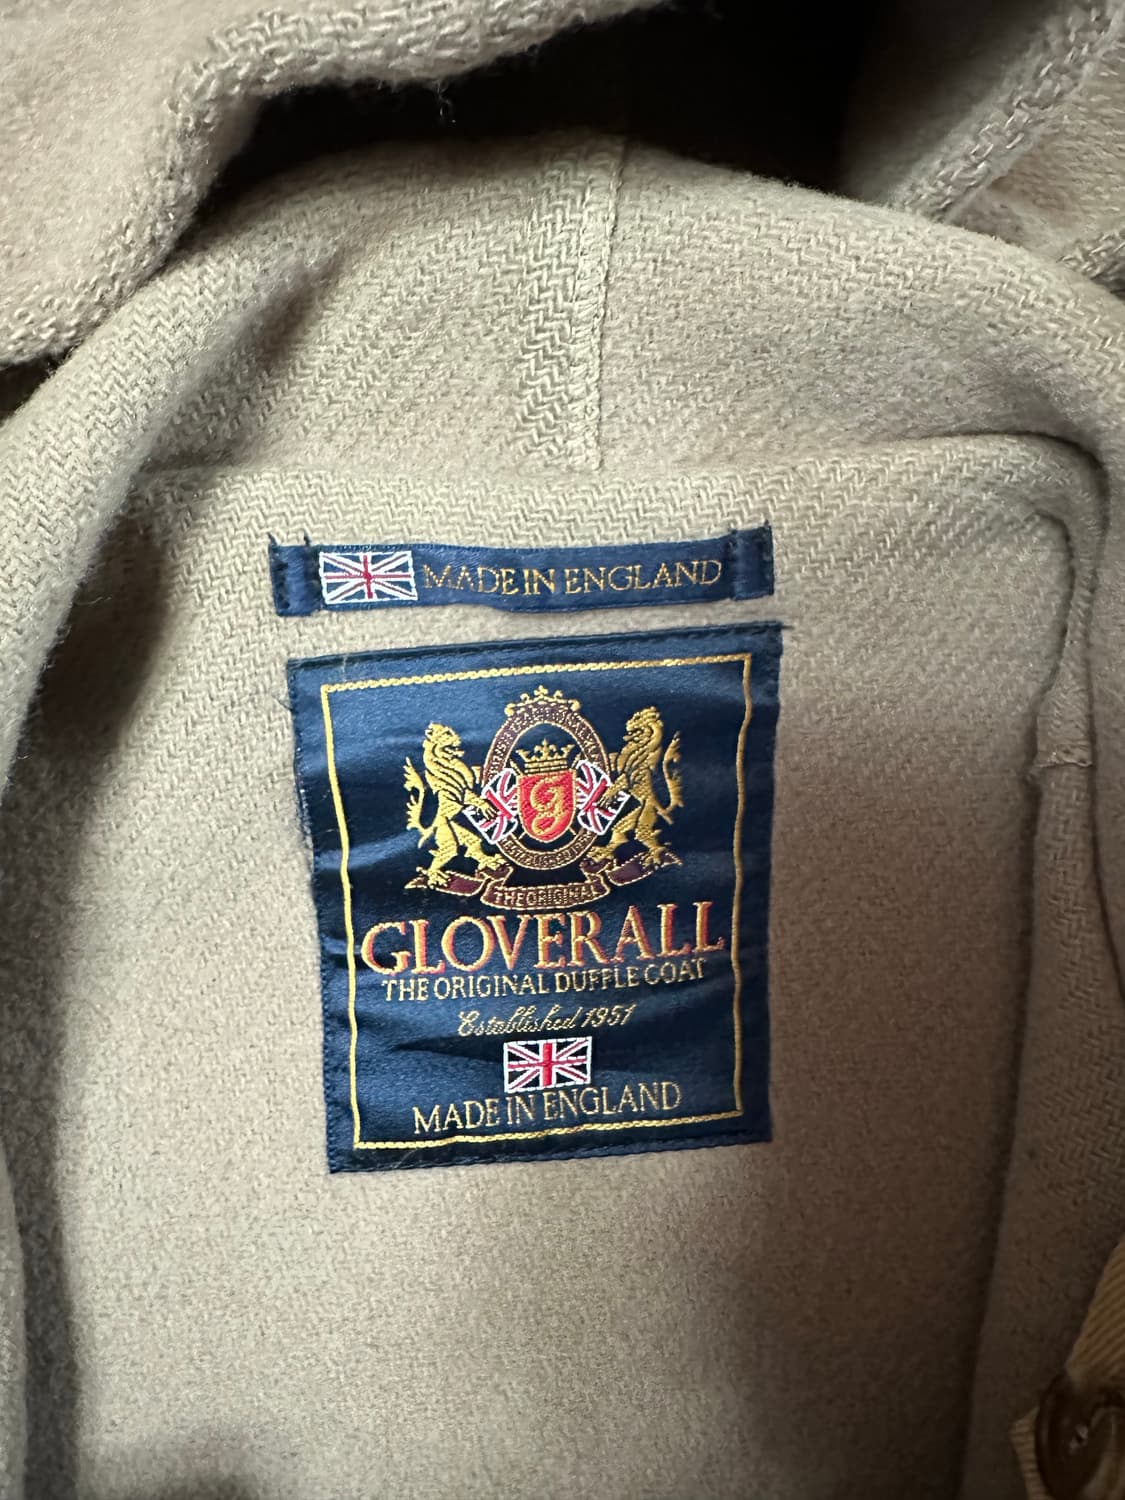 MADE IN ENGLAND
THE ORIGINAL
GLOVERALL
THE ORIGINAL DUFFLE COAT
Established 1951
MADE IN ENGLAND